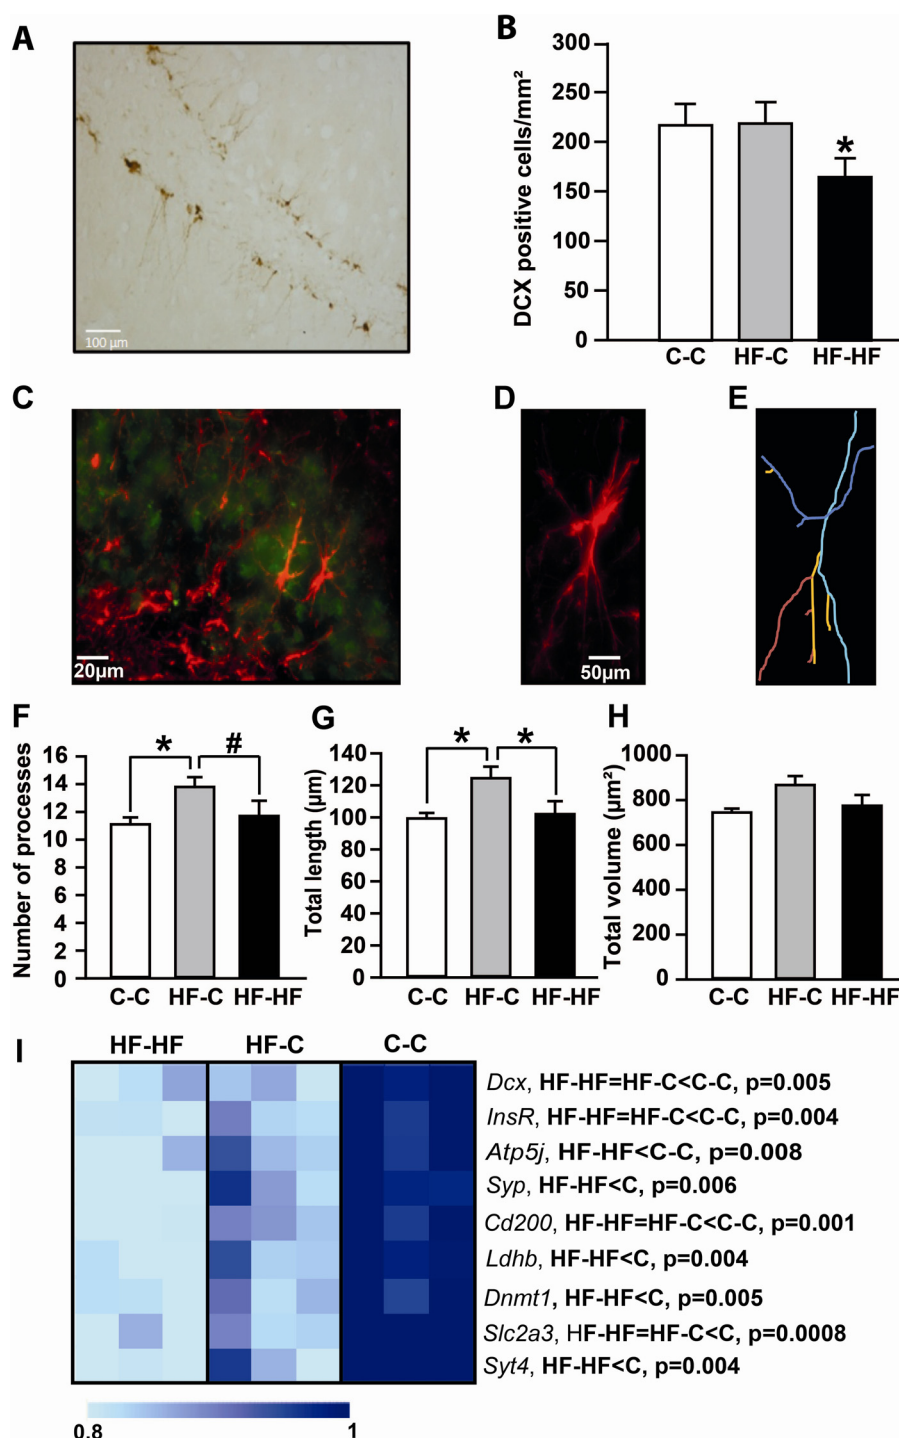 A
100 µm
B
DCX positive cells/mm²
300
250
200
150
100
50
0
*
C-C HF-C HF-HF
C
20µm
D
50µm
E
F
Number of processes
16
14
12
10
8
6
4
2
0
* #
C-C HF-C HF-HF
G
Total length (µm)
140
120
100
80
60
40
20
0
* *
C-C HF-C HF-HF
H
Total volume (µm²)
1000
800
600
400
200
0
C-C HF-C HF-HF
I
HF-HF HF-C C-C
Dcx, HF-HF=HF-C<C-C, p=0.005
InsR, HF-HF=HF-C<C-C, p=0.004
Atp5j, HF-HF<C-C, p=0.008
Syp, HF-HF<C, p=0.006
Cd200, HF-HF=HF-C<C-C, p=0.001
Ldhb, HF-HF<C, p=0.004
Dnmt1, HF-HF<C, p=0.005
Slc2a3, HF-HF=HF-C<C, p=0.0008
Syt4, HF-HF<C, p=0.004
0.8 1